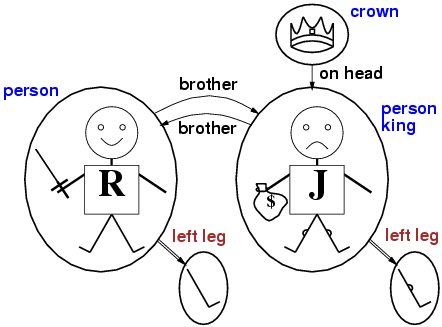 crown
on head
person
brother
person
king
brother
R
J
$
left leg
left leg